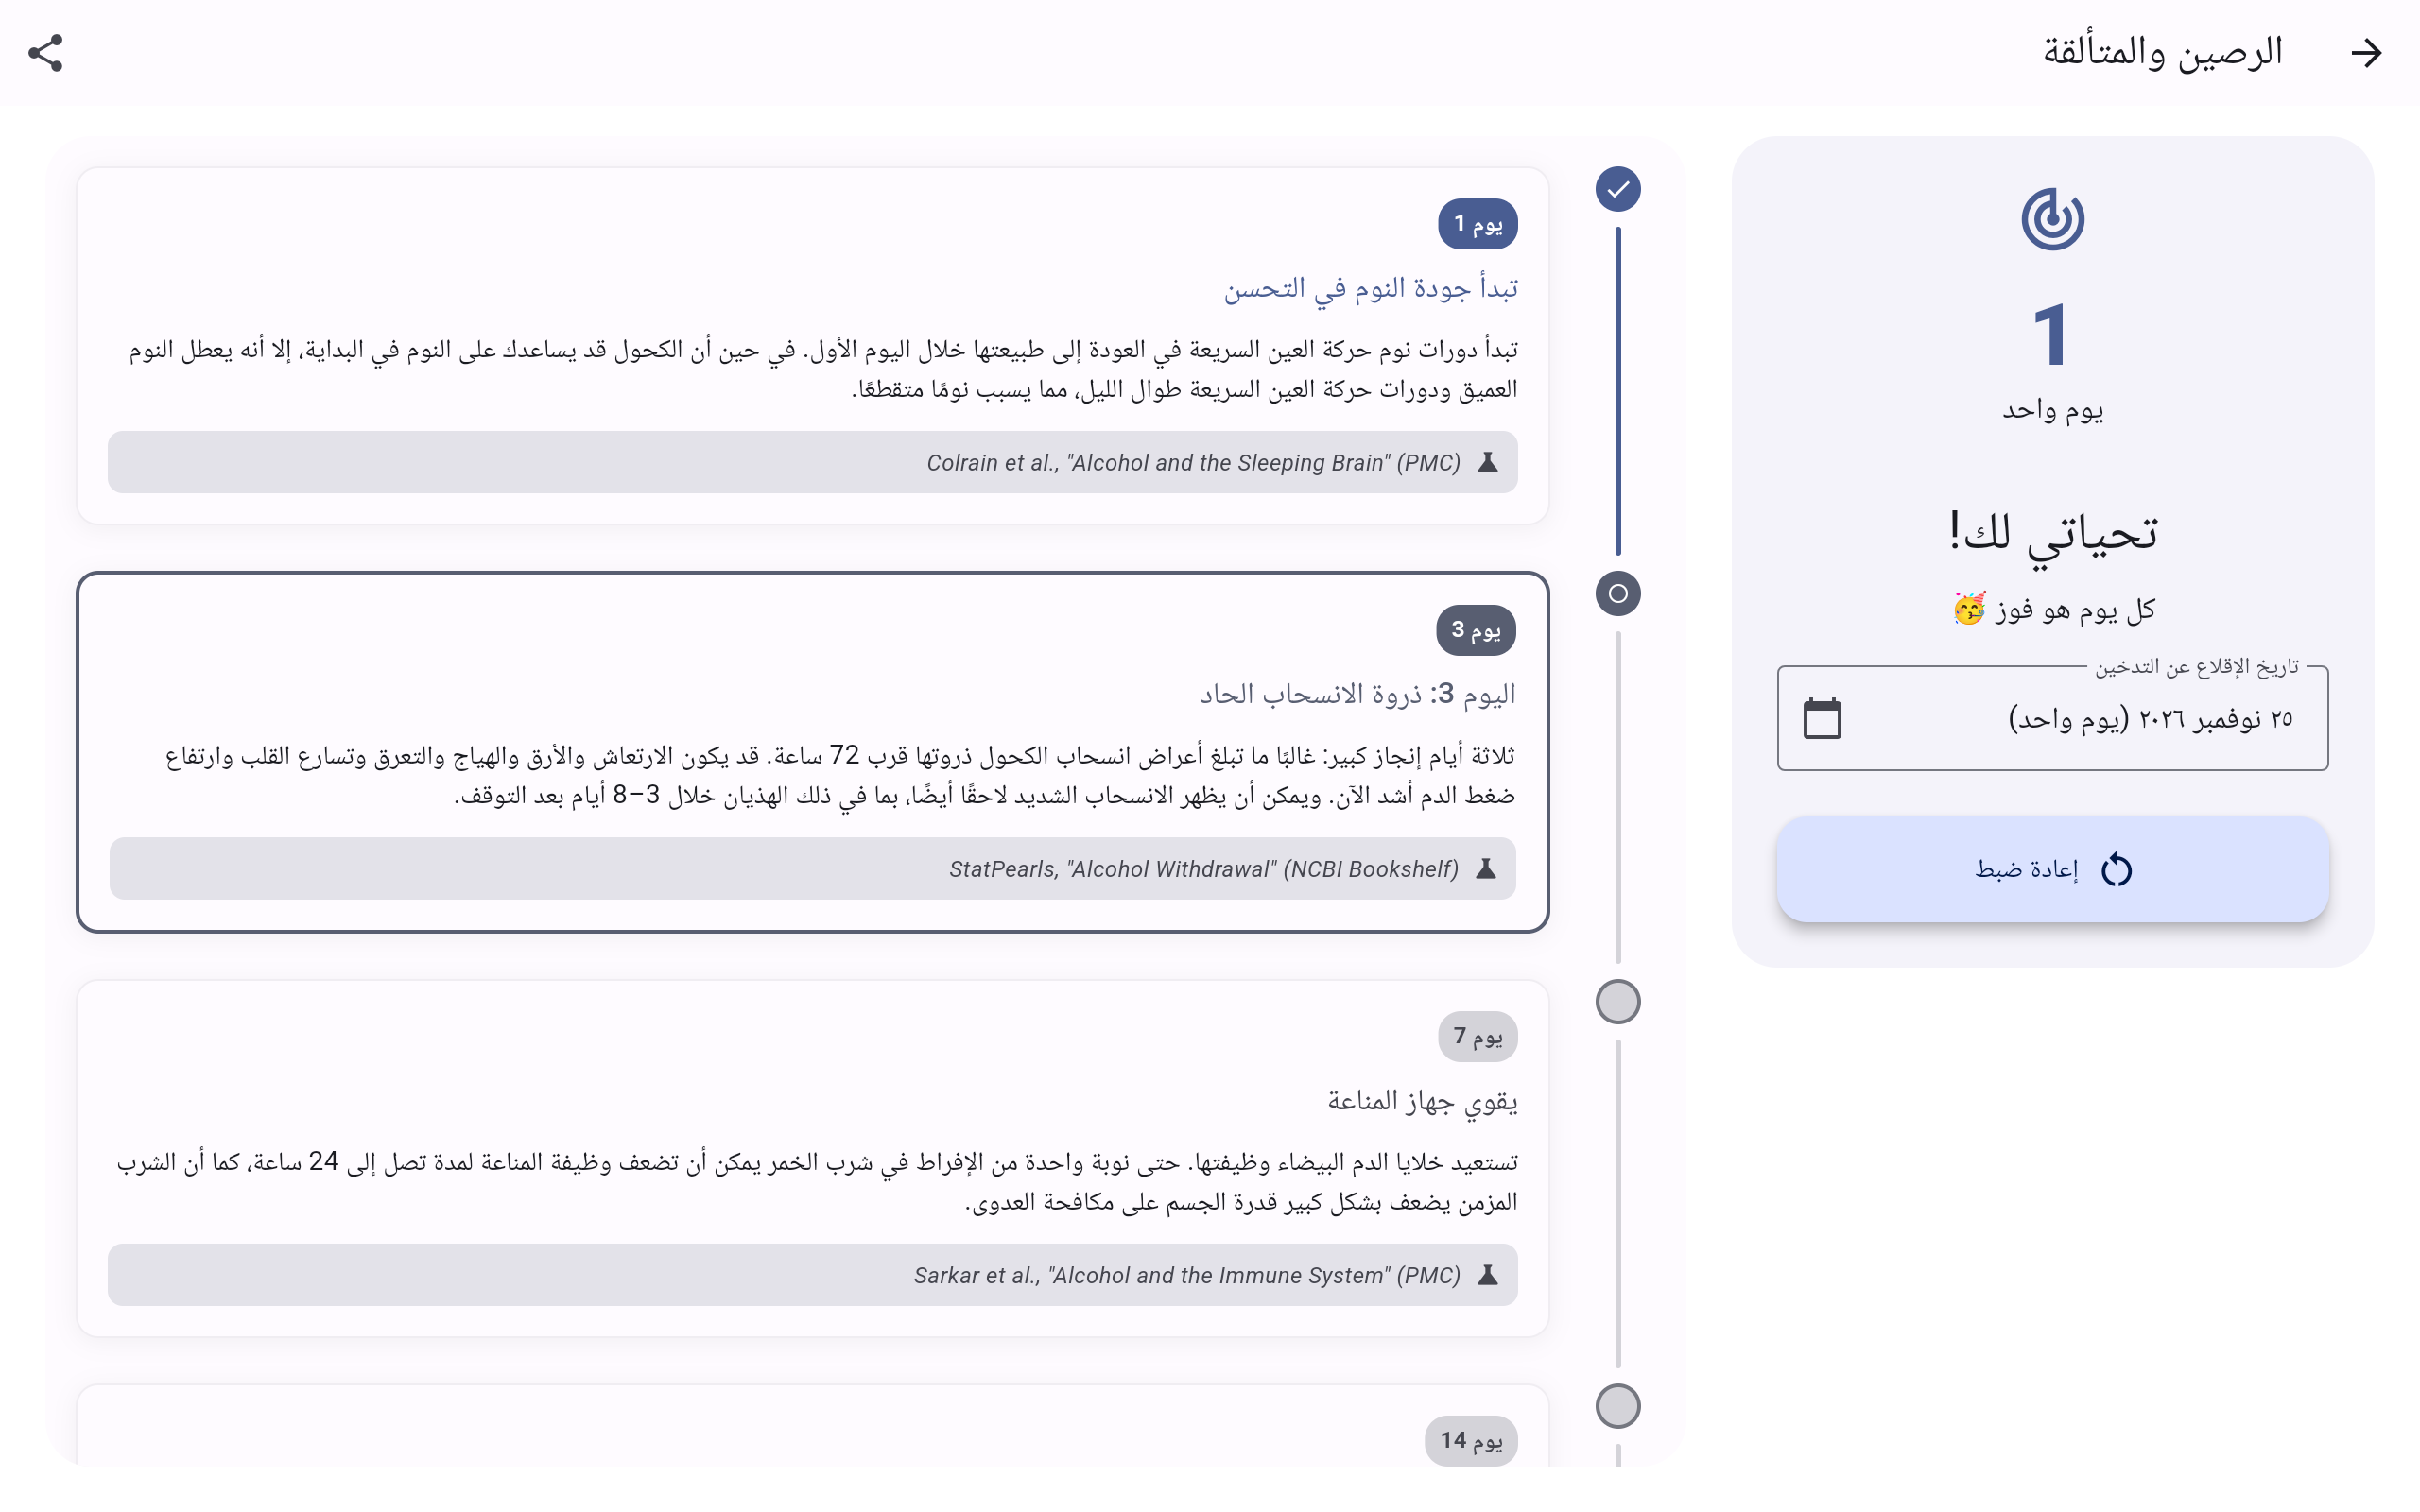 الرصين والمتألقة
1
يوم واحد
تحياتي لك!
كل يوم هو فوز 🥳
تاريخ الإقلاع عن التدخين
٢٥ نوفمبر ٢٠٢٦ (يوم واحد)
إعادة ضبط
يوم 1
تبدأ جودة النوم في التحسن
تبدأ دورات نوم حركة العين السريعة في العودة إلى طبيعتها خلال اليوم الأول. في حين أن الكحول قد يساعدك على النوم في البداية، إلا أنه يعطل النوم
العميق ودورات حركة العين السريعة طوال الليل، مما يسبب نومًا متقطعًا.
Colrain et al., "Alcohol and the Sleeping Brain" (PMC)
يوم 3
اليوم 3: ذروة الانسحاب الحاد
ثلاثة أيام إنجاز كبير: غالبًا ما تبلغ أعراض انسحاب الكحول ذروتها قرب 72 ساعة. قد يكون الارتعاش والأرق والهياج والتعرق وتسارع القلب وارتفاع
ضغط الدم أشد الآن. ويمكن أن يظهر الانسحاب الشديد لاحقًا أيضًا، بما في ذلك الهذيان خلال 3–8 أيام بعد التوقف.
StatPearls, "Alcohol Withdrawal" (NCBI Bookshelf)
يوم 7
يقوي جهاز المناعة
تستعيد خلايا الدم البيضاء وظيفتها. حتى نوبة واحدة من الإفراط في شرب الخمر يمكن أن تضعف وظيفة المناعة لمدة تصل إلى 24 ساعة، كما أن الشرب
المزمن يضعف بشكل كبير قدرة الجسم على مكافحة العدوى.
Sarkar et al., "Alcohol and the Immune System" (PMC)
يوم 14